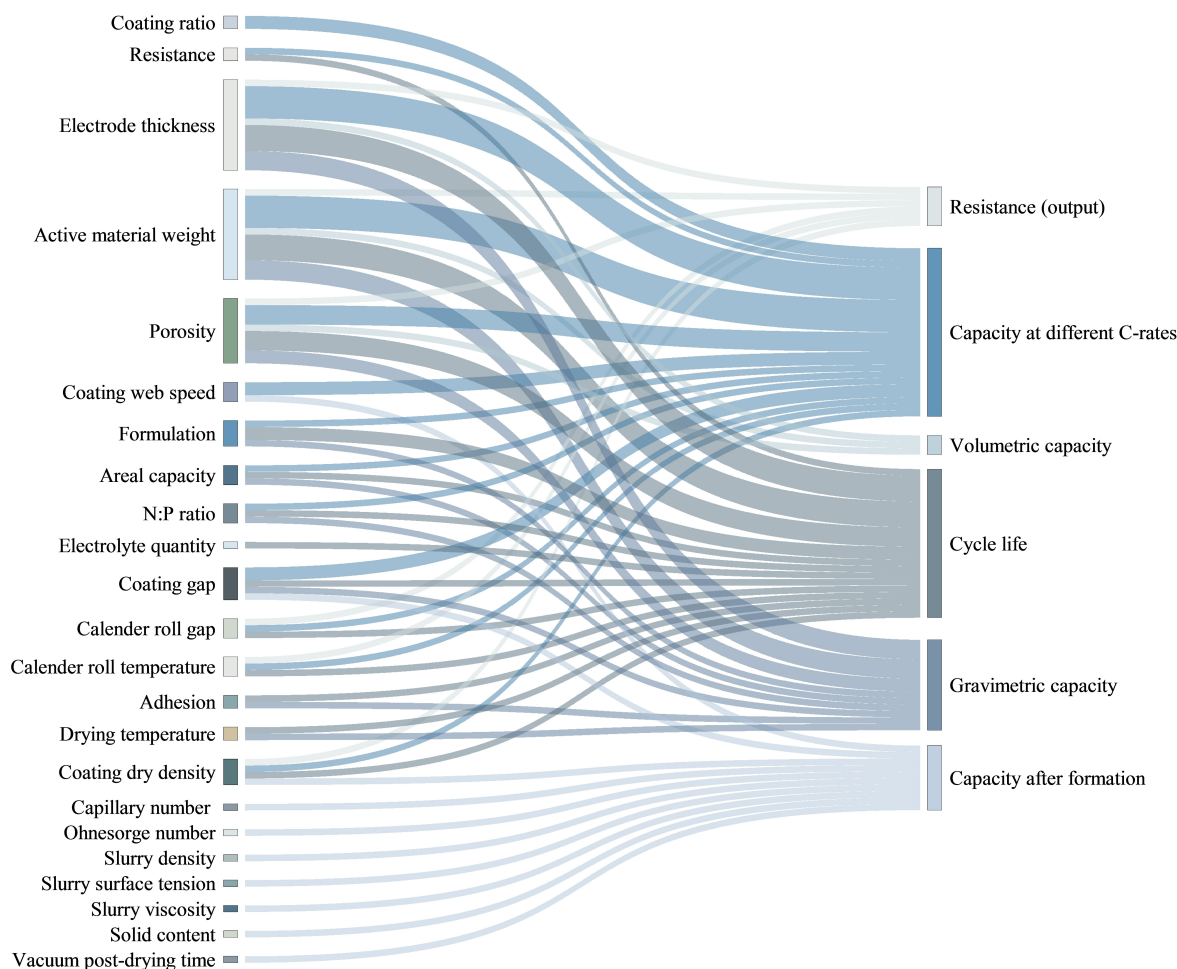 Coating ratio
Resistance
Electrode thickness
Active material weight
Porosity
Coating web speed
Formulation
Areal capacity
N:P ratio
Electrolyte quantity
Coating gap
Calender roll gap
Calender roll temperature
Adhesion
Drying temperature
Coating dry density
Capillary number
Ohnesorge number
Slurry density
Slurry surface tension
Slurry viscosity
Solid content
Vacuum post-drying time
Resistance (output)
Capacity at different C-rates
Volumetric capacity
Cycle life
Gravimetric capacity
Capacity after formation